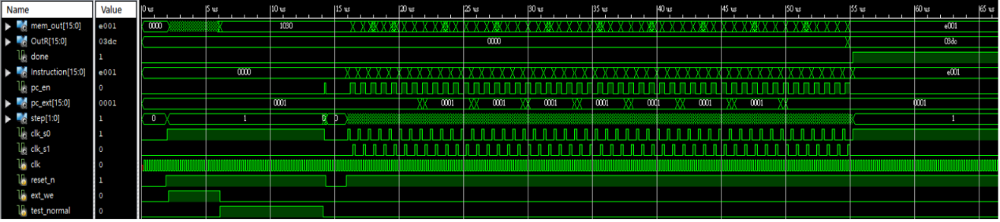 Name Value 0 us 5 us 10 us 15 us 20 us 25 us 30 us 35 us 40 us 45 us 50 us 55 us 60 us 65 us
mem_out[15:0] e001 0000 1030 e001
OutR[15:0] 03dc 0000 03dc
done 1
Instruction[15:0] e001 0000 e001
pc_en 0
pc_ext[15:0] 0001 0001 0001 0001 0001 0001 0001 0001 0001 0001
step[1:0] 1 0 1 0 1
clk_s0 1
clk_s1 0
clk 0
reset_n 1
ext_we 0
test_normal 0